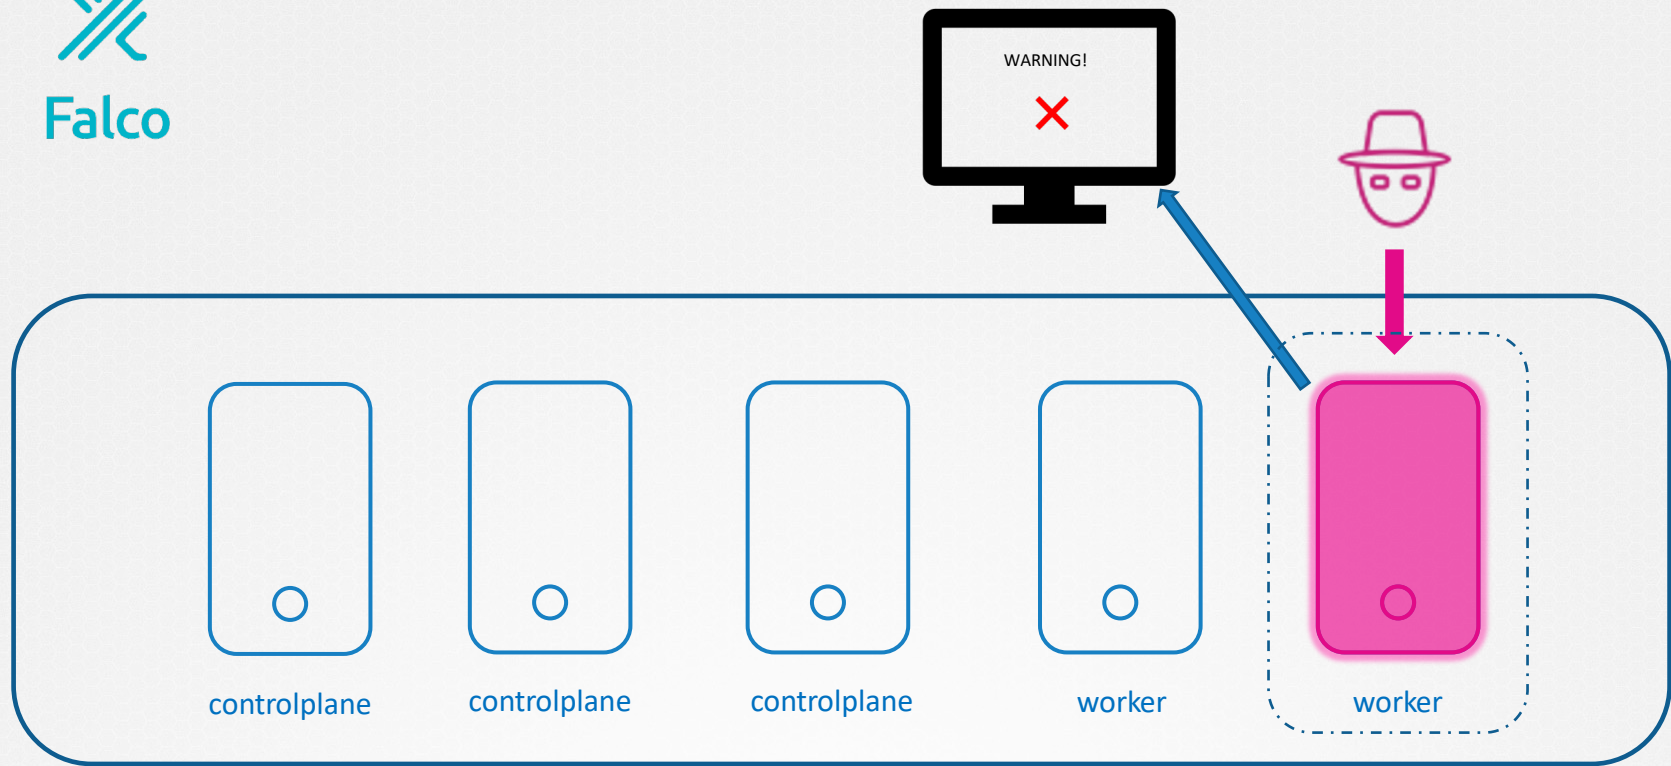 Falco
WARNING!
controlplane
controlplane
controlplane
worker
worker